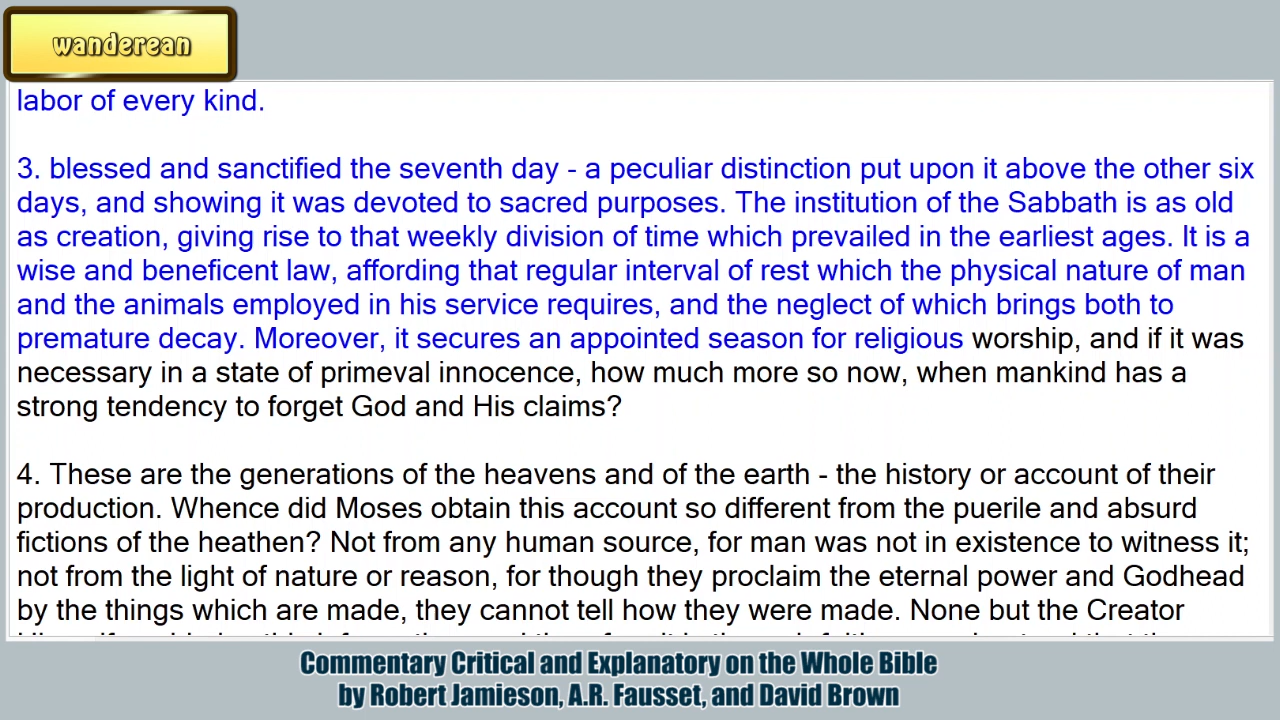 wanderean
labor of every kind.
3. blessed and sanctified the seventh day - a peculiar distinction put upon it above the other six
days, and showing it was devoted to sacred purposes. The institution of the Sabbath is as old
as creation, giving rise to that weekly division of time which prevailed in the earliest ages. It is a
wise and beneficent law, affording that regular interval of rest which the physical nature of man
and the animals employed in his service requires, and the neglect of which brings both to
premature decay. Moreover, it secures an appointed season for religious worship, and if it was
necessary in a state of primeval innocence, how much more so now, when mankind has a
strong tendency to forget God and His claims?
4. These are the generations of the heavens and of the earth - the history or account of their
production. Whence did Moses obtain this account so different from the puerile and absurd
fictions of the heathen? Not from any human source, for man was not in existence to witness it;
not from the light of nature or reason, for though they proclaim the eternal power and Godhead
by the things which are made, they cannot tell how they were made. None but the Creator
Commentary Critical and Explanatory on the Whole Bible
by Robert Jamieson, A.R. Fausset, and David Brown